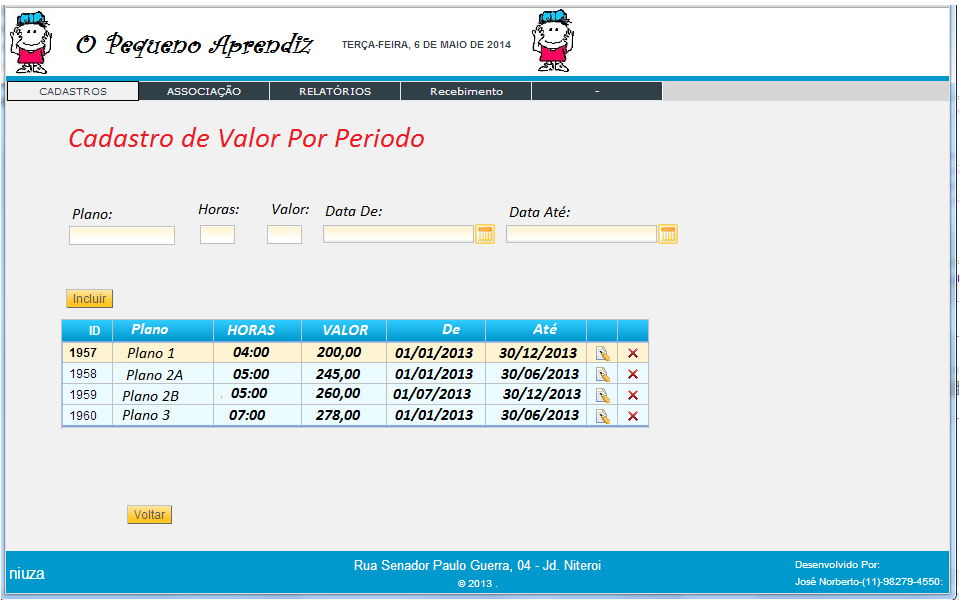 O Pequeno Aprendiz
TERÇA-FEIRA, 6 DE MAIO DE 2014
CADASTROS ASSOCIAÇÃO RELATÓRIOS Recebimento -
Cadastro de Valor Por Periodo
Plano: Horas: Valor: Data De: Data Até:
Incluir
ID Plano HORAS VALOR De Até
1957 Plano 1 04:00 200,00 01/01/2013 30/12/2013
1958 Plano 2A 05:00 245,00 01/01/2013 30/06/2013
1959 Plano 2B 05:00 260,00 01/07/2013 30/12/2013
1960 Plano 3 07:00 278,00 01/01/2013 30/06/2013
Voltar
niuza
Rua Senador Paulo Guerra, 04 - Jd. Niteroi
© 2013 .
Desenvolvido Por:
José Norberto-(11)-98279-4550: